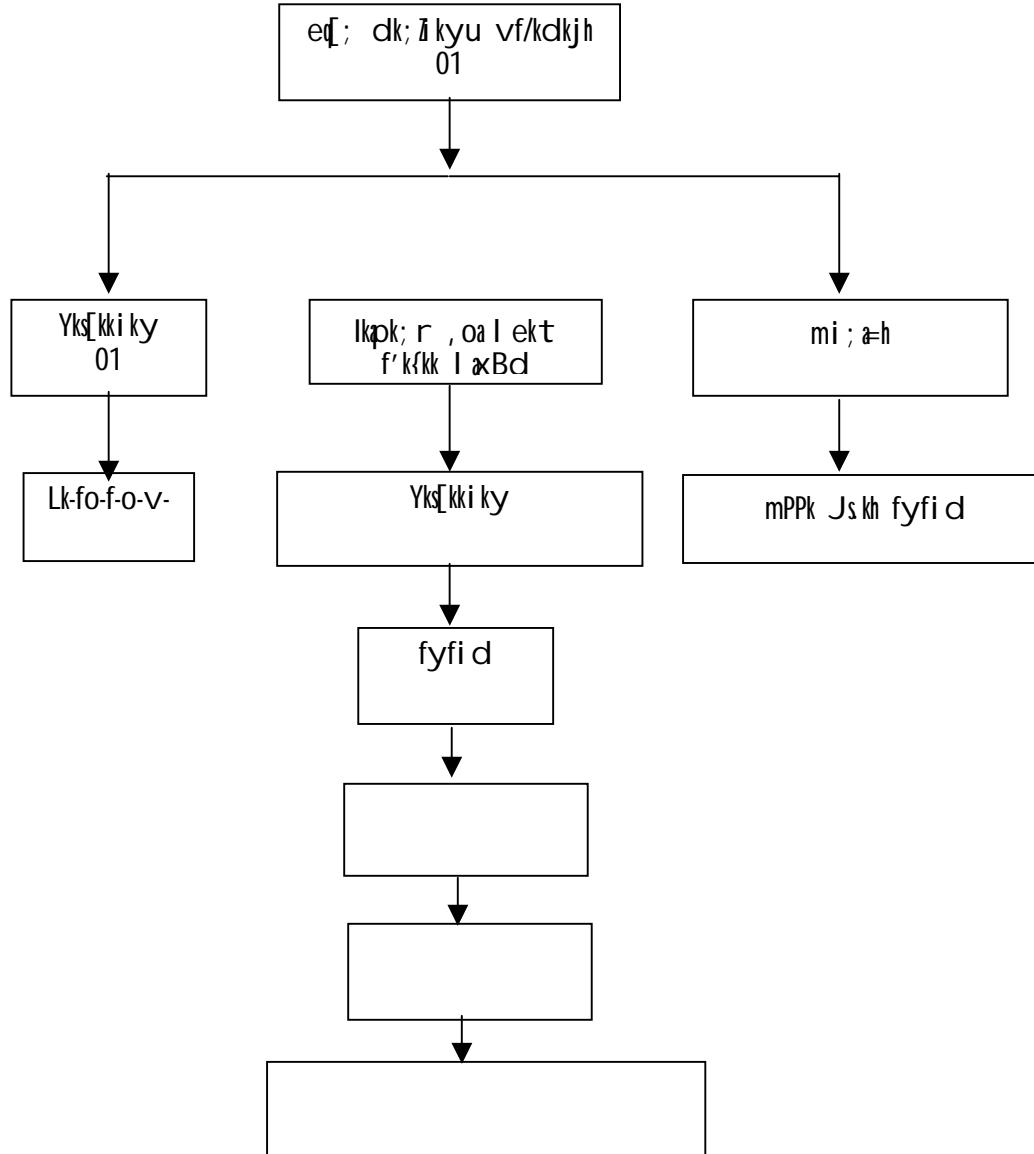 eq[; dk;Zikyu vf/kdkjh
01
Yks[kkiky
01
Ikapk;r ,oa lekt
f'k{kk laxBd
mi;a=h
Lk-fo-f-o-v-
Yks[kkiky
mPPk Js.kh fyfid
fyfid